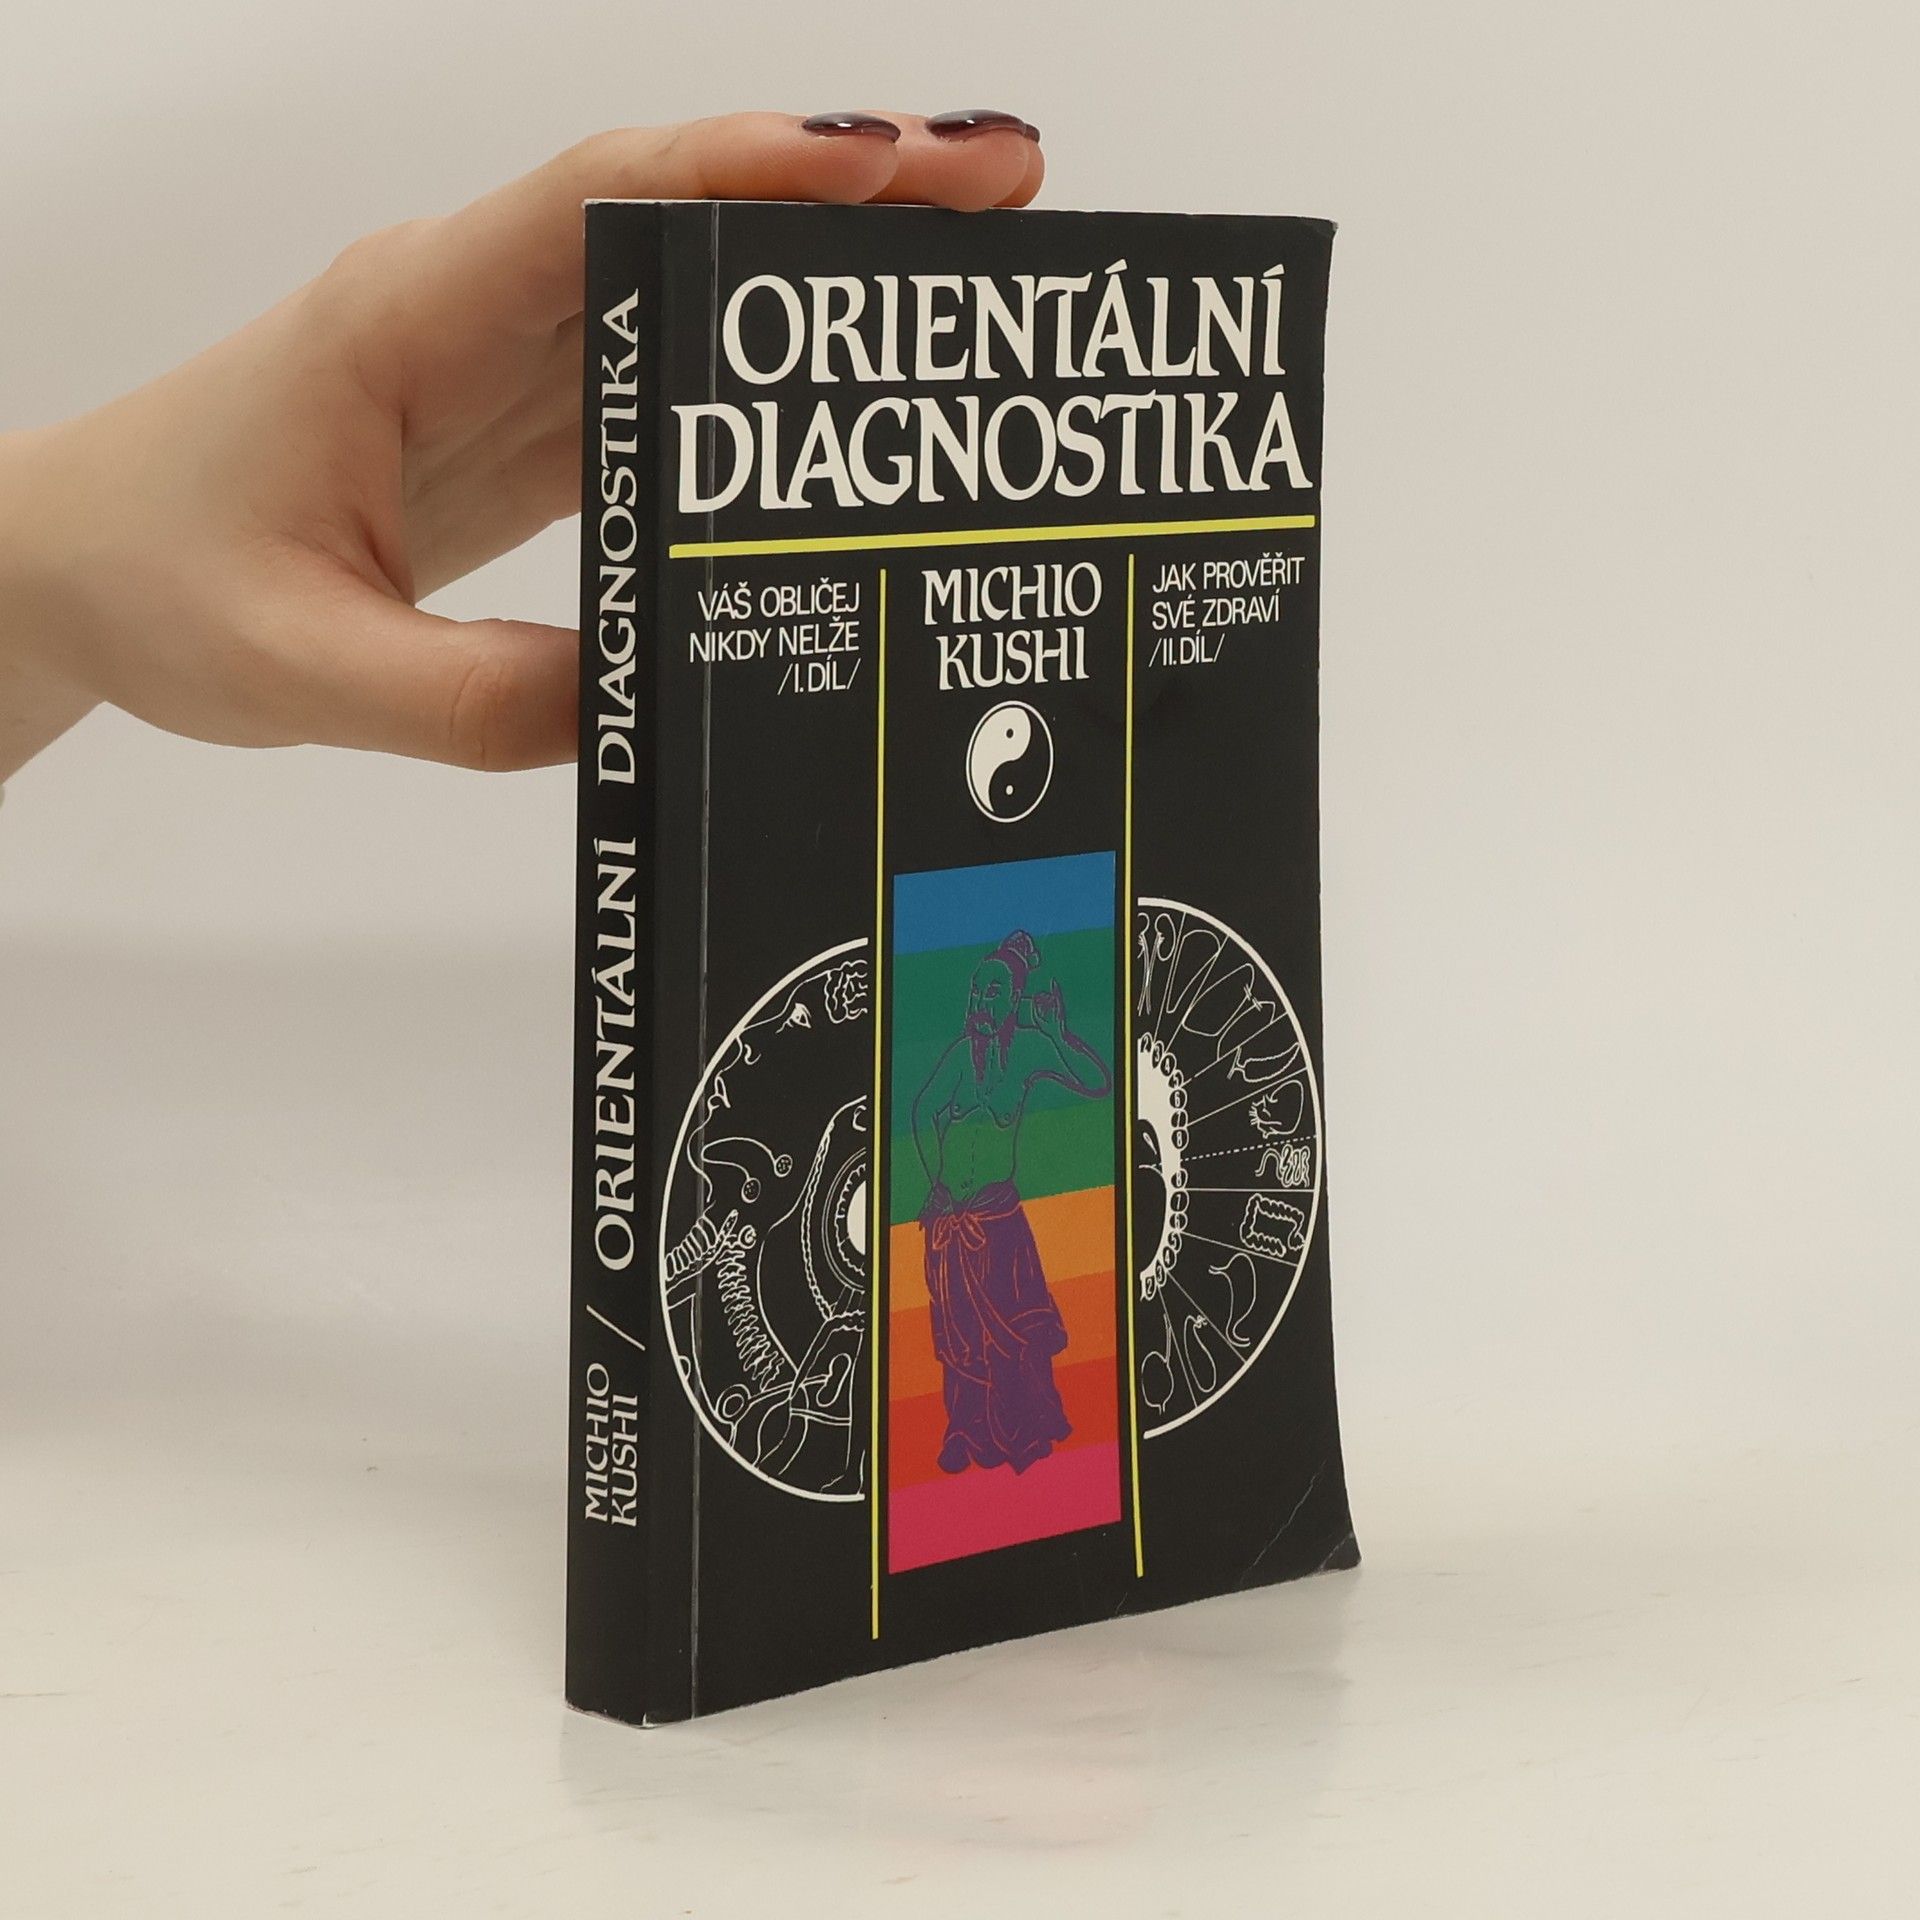 ORIENTÁLNÍ
DIAGNOSTIKA
VÁŠ OBLIČEJ
NIKDY NELŽE
/I. DÍL/
MICHIO
KUSHI
JAK PROVĚŘIT
SVÉ ZDRAVÍ
/II. DÍL/
MICHIO
KUSHI / ORIENTÁLNÍ DIAGNOSTIKA